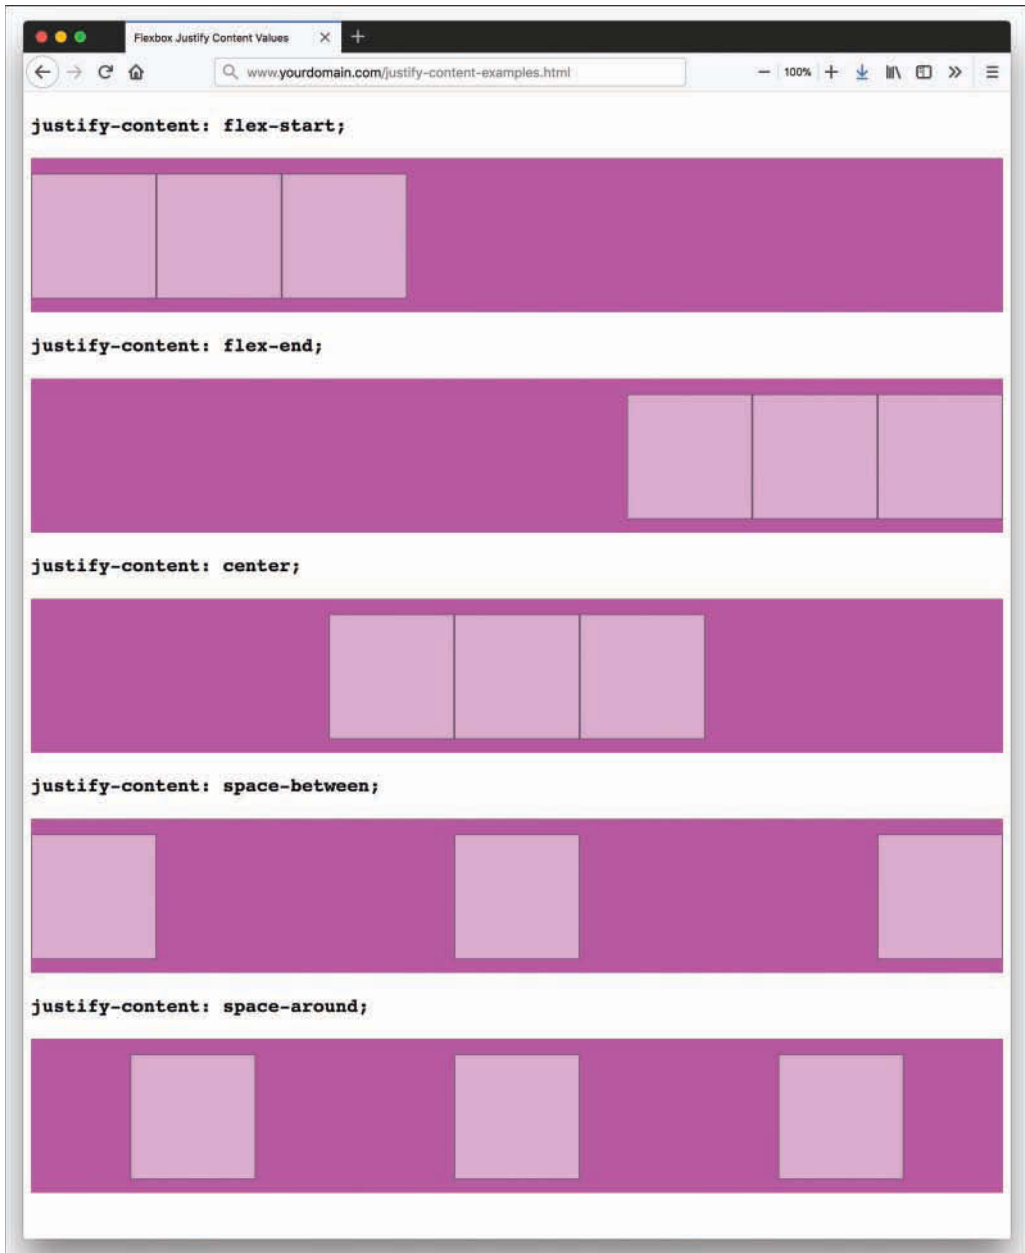 Flexbox Justify Content Values
www.yourdomain.com/justify-content-examples.html
100%
justify-content: flex-start;
justify-content: flex-end;
justify-content: center;
justify-content: space-between;
justify-content: space-around;